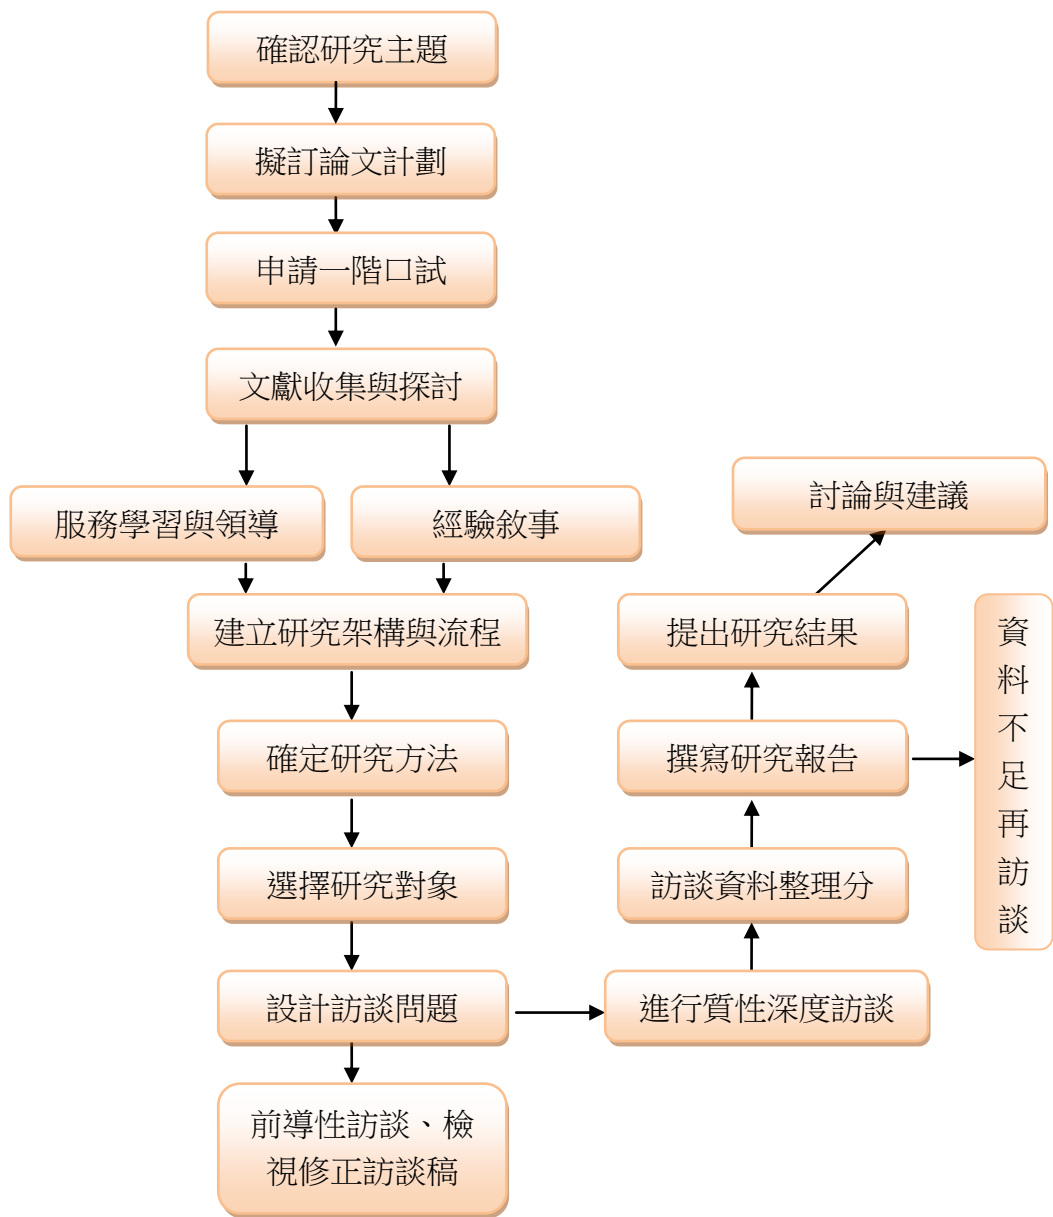 確認研究主題
擬訂論文計劃
申請一階口試
文獻收集與探討
服務學習與領導
經驗敘事
建立研究架構與流程
確定研究方法
選擇研究對象
設計訪談問題
前導性訪談、檢
視修正訪談稿
進行質性深度訪談
訪談資料整理分
撰寫研究報告
資料不足再訪談
提出研究結果
討論與建議